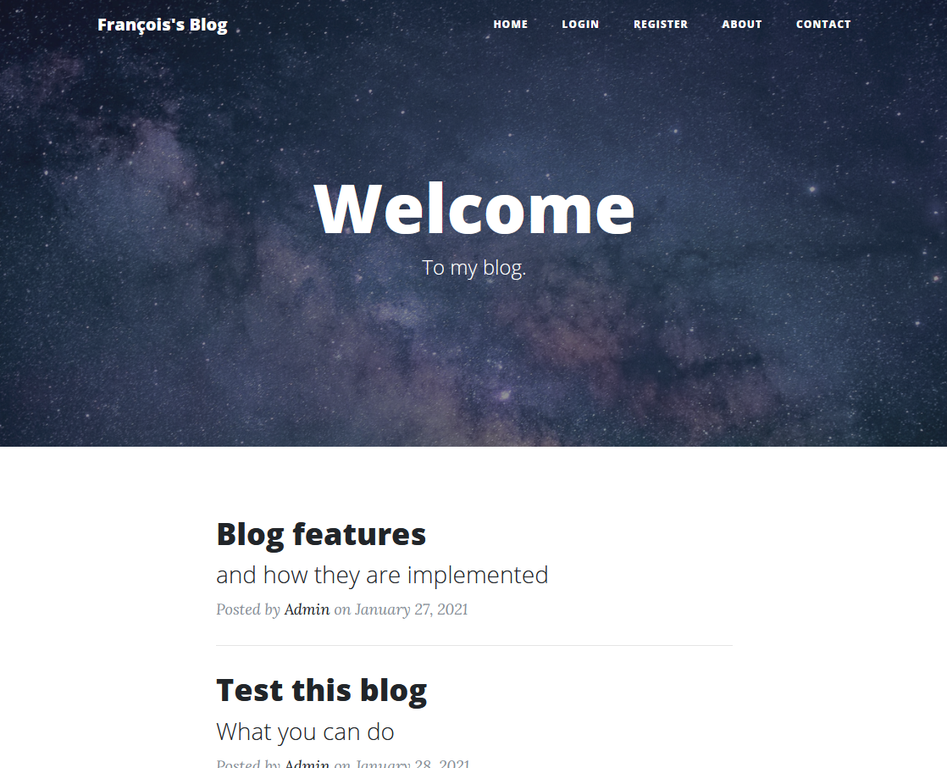 François's Blog
HOME LOGIN REGISTER ABOUT CONTACT
Welcome
To my blog.
Blog features
and how they are implemented
Posted by Admin on January 27, 2021
Test this blog
What you can do
Posted by Admin on January 28, 2021